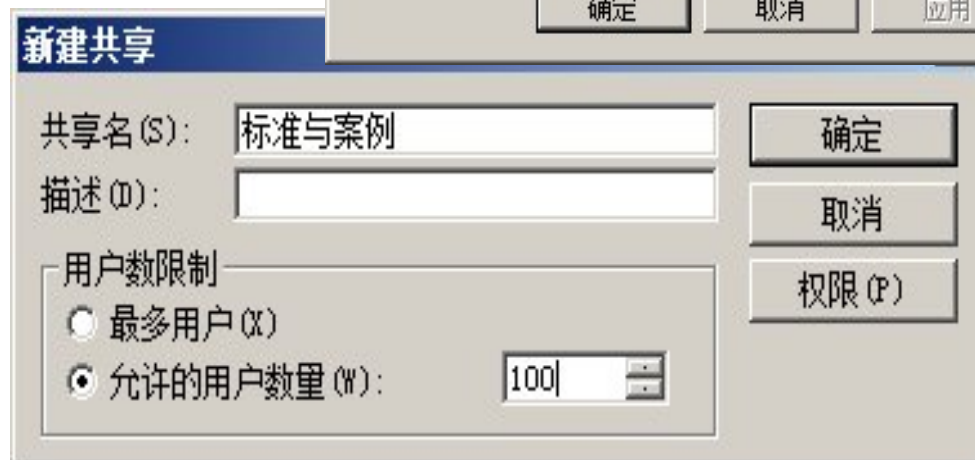 确定 取消 应用
新建共享
共享名(S): 标准与案例
确定
描述(D):
取消
用户数限制
权限(P)
最多用户(X)
允许的用户数量(W): 100